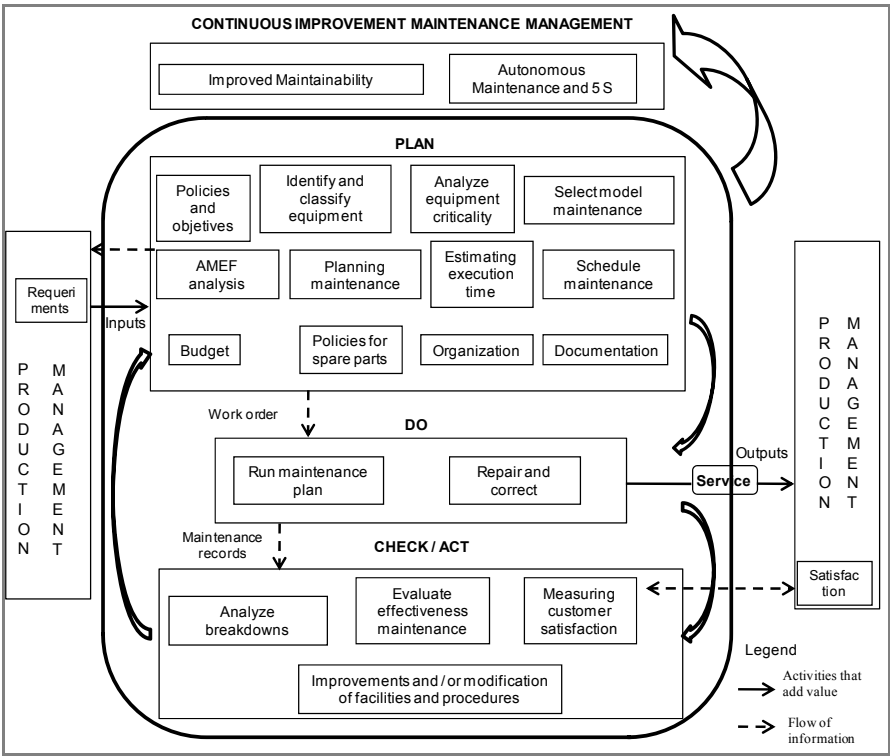 CONTINUOUS IMPROVEMENT MAINTENANCE MANAGEMENT
Improved Maintainability
Autonomous
Maintenance and 5 S
PLAN
Policies
and
objetives
Identify and
classify
equipment
Analyze
equipment
criticality
Select model
maintenance
AMEF
analysis
Planning
maintenance
Estimating
execution
time
Schedule
maintenance
Budget
Policies for
spare parts
Organization
Documentation
Requeri
ments
Inputs
PRODUCTION
MANAGEMENT
Work order
DO
Run maintenance
plan
Repair and
correct
Service
Outputs
PRODUCTION
MANAGEMENT
Maintenance
records
CHECK / ACT
Analyze
breakdowns
Evaluate
effectiveness
maintenance
Measuring
customer
satisfaction
Satisfac
tion
Improvements and / or modification
of facilities and procedures
Legend
Activities that
add value
Flow of
information